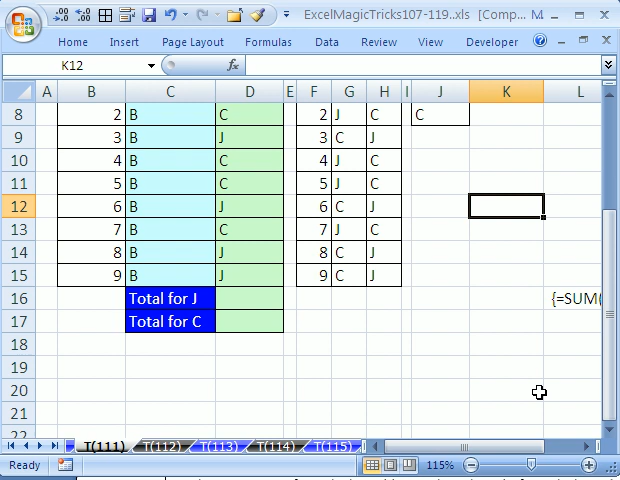 ExcelMagicTricks107-119..xls [Comp... M...
Home Insert Page Layout Formulas Data Review View Developer
K12 fx
A B C D E F G H I J K L
8 2 B C 2 J C C
9 3 B J 3 C J
10 4 B C 4 J C
11 5 B C 5 J C
12 6 B J 6 C J
13 7 B C 7 J C
14 8 B J 8 C J
15 9 B J 9 C J
16 Total for J {=SUM(
17 Total for C
18
19
20
21
22
T(111) T(112) T(113) T(114) T(115)
Ready 115%